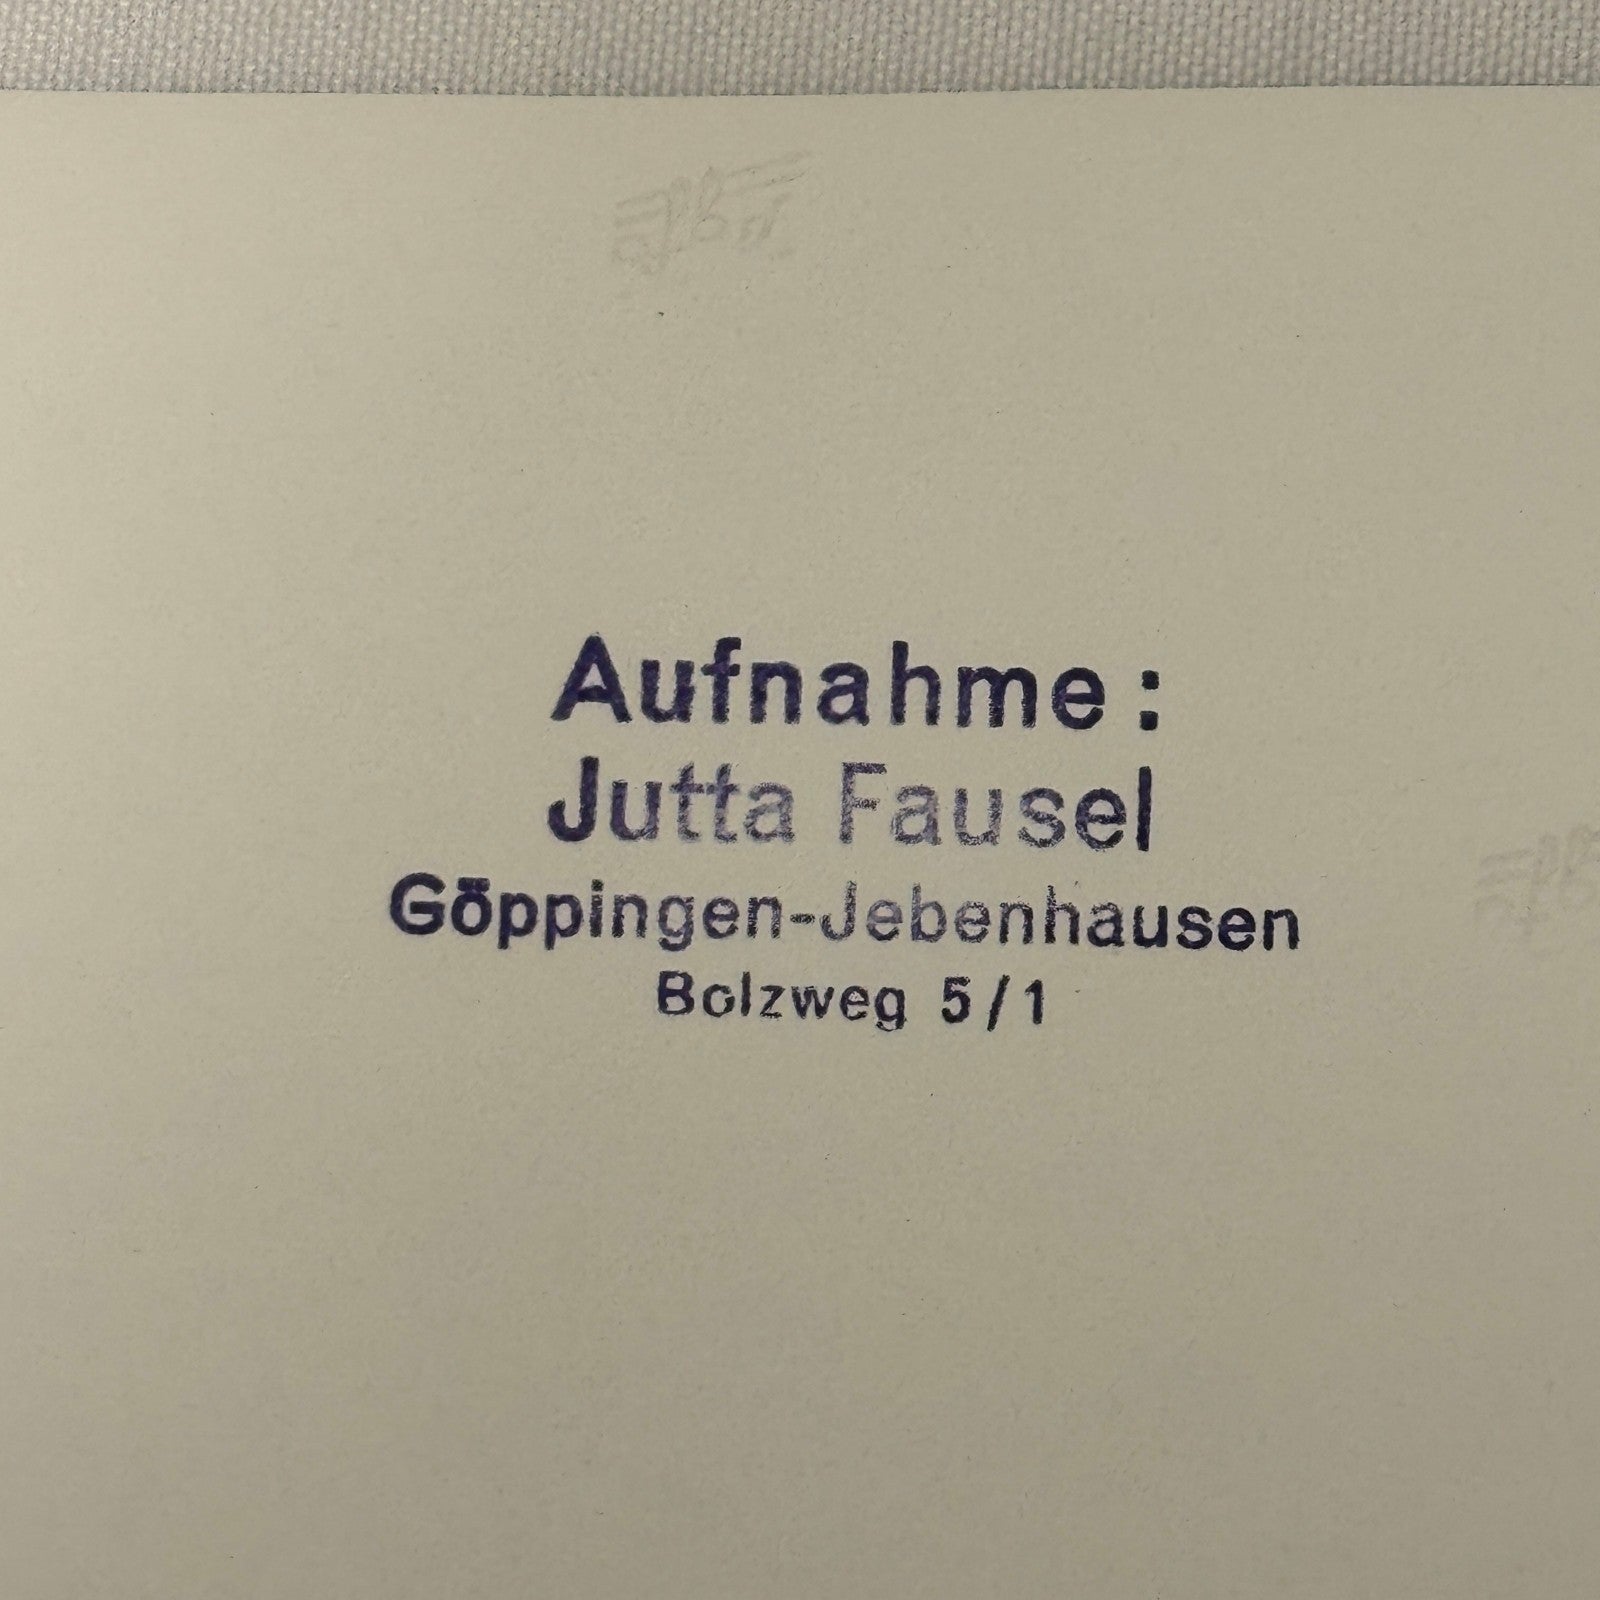 Aufnahme:
Jutta Fausel
Göppingen-Jebenhausen
Bolzweg 5/1